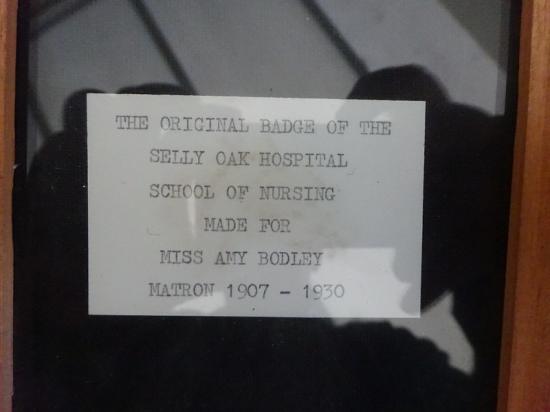 THE ORIGINAL BADGE OF THE
SELLY OAK HOSPITAL
SCHOOL OF NURSING
MADE FOR
MISS AMY BODLEY
MATRON 1907 - 1930